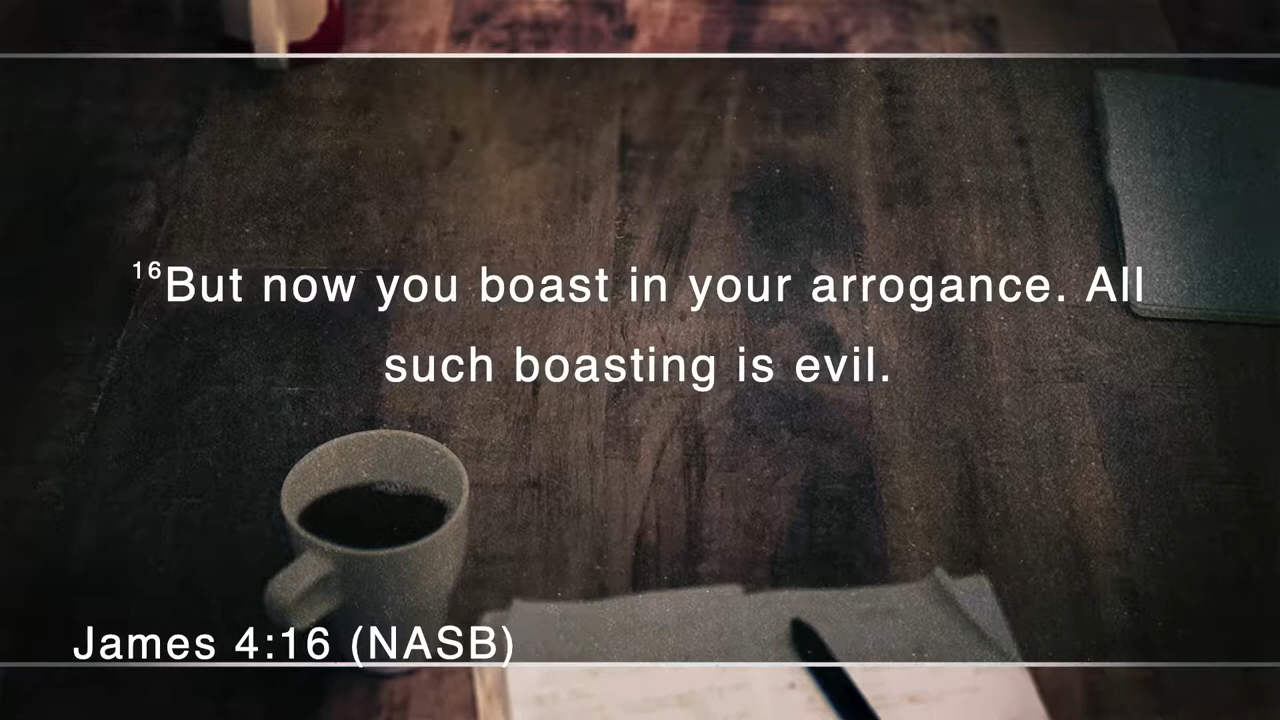 ¹⁶But now you boast in your arrogance. All
such boasting is evil.
James 4:16 (NASB)